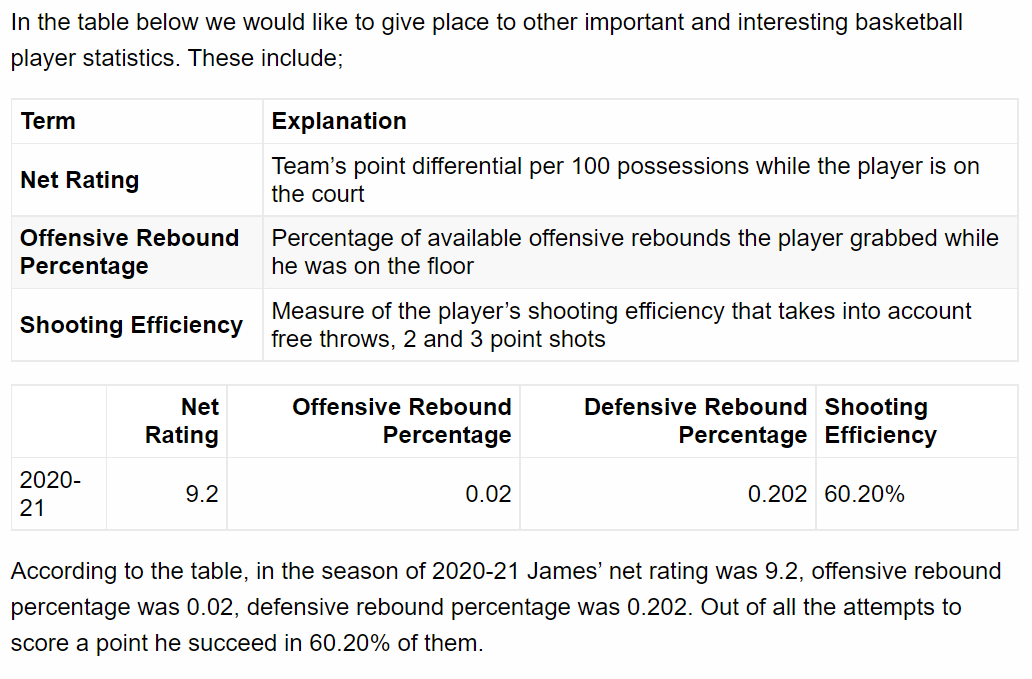 In the table below we would like to give place to other important and interesting basketball
player statistics. These include;
Term Explanation
Net Rating Team’s point differential per 100 possessions while the player is on
the court
Offensive Rebound Percentage of available offensive rebounds the player grabbed while
Percentage he was on the floor
Shooting Efficiency Measure of the player’s shooting efficiency that takes into account
free throws, 2 and 3 point shots
Net Offensive Rebound Defensive Rebound Shooting
Rating Percentage Percentage Efficiency
2020-
21 9.2 0.02 0.202 60.20%
According to the table, in the season of 2020-21 James’ net rating was 9.2, offensive rebound
percentage was 0.02, defensive rebound percentage was 0.202. Out of all the attempts to
score a point he succeed in 60.20% of them.